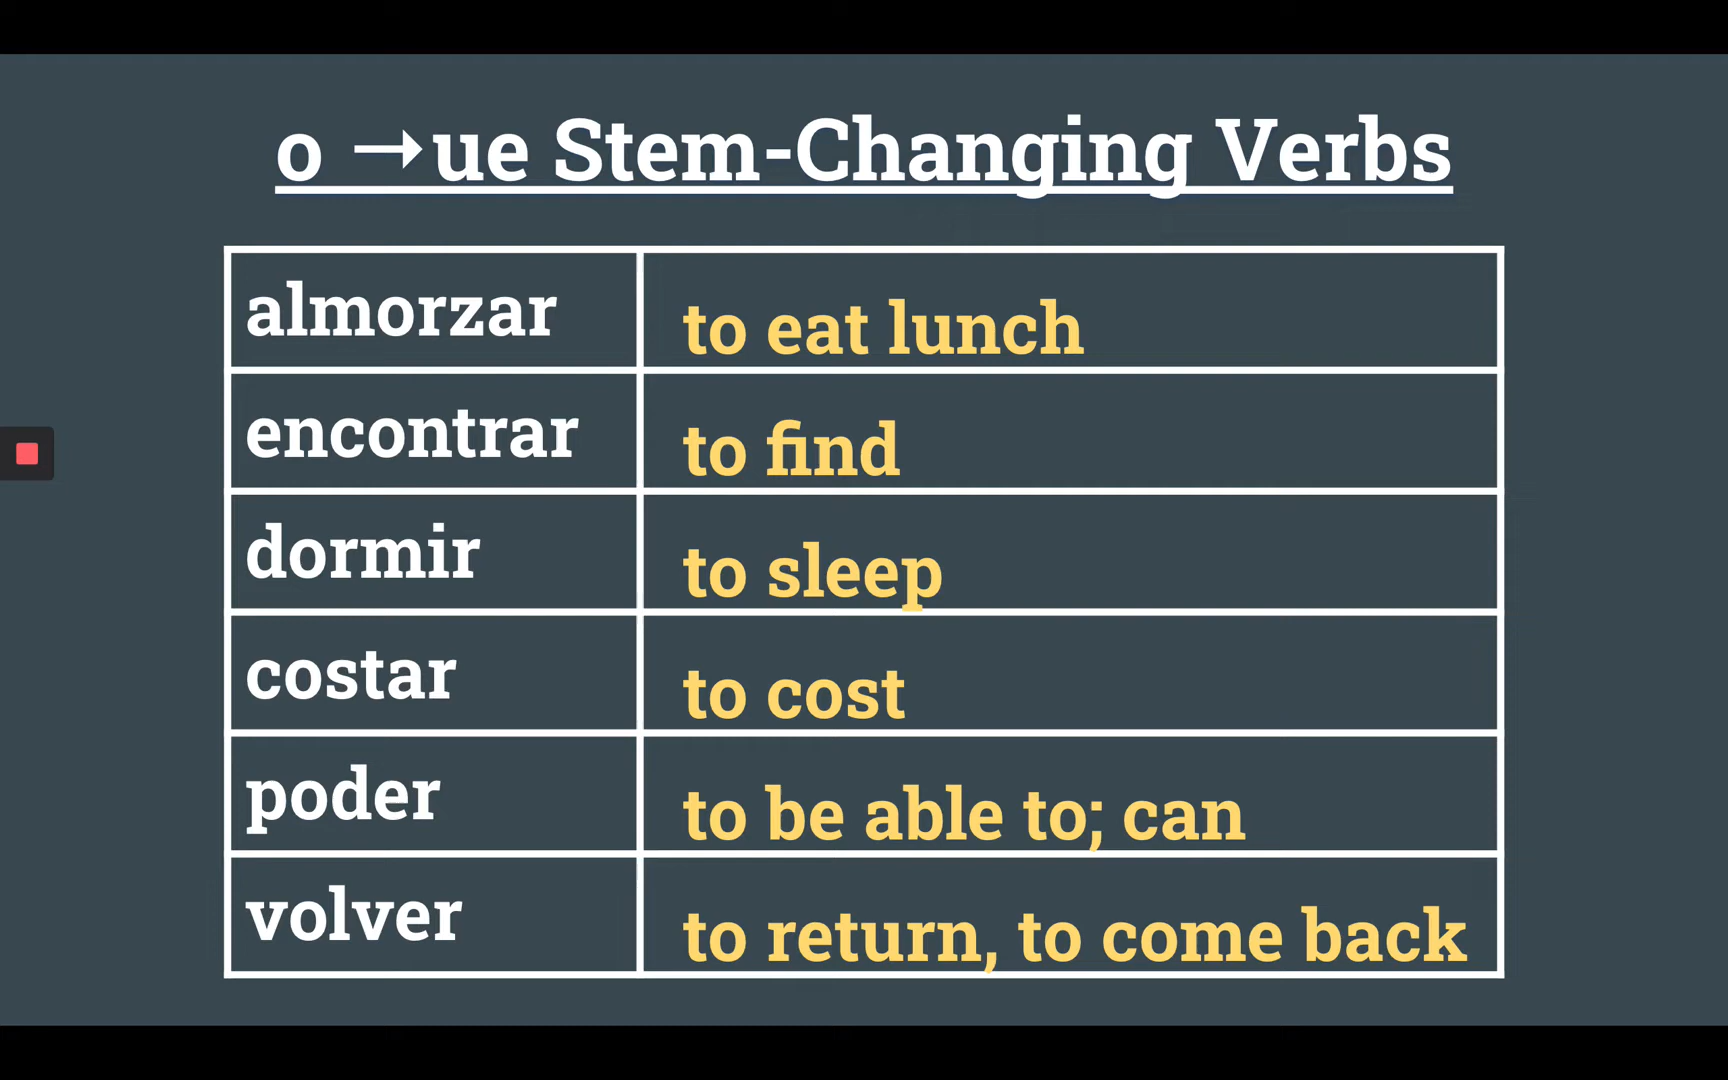 o →ue Stem-Changing Verbs
almorzar to eat lunch
encontrar to find
dormir to sleep
costar to cost
poder to be able to; can
volver to return, to come back